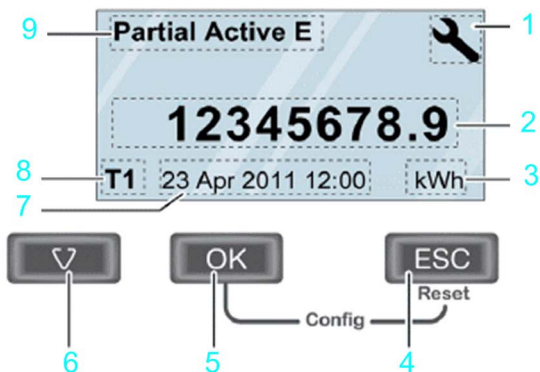 9 Partial Active E 1
12345678.9 2
8 T1 23 Apr 2011 12:00 kWh 3
7
OK ESC
Reset
Config
6 5 4